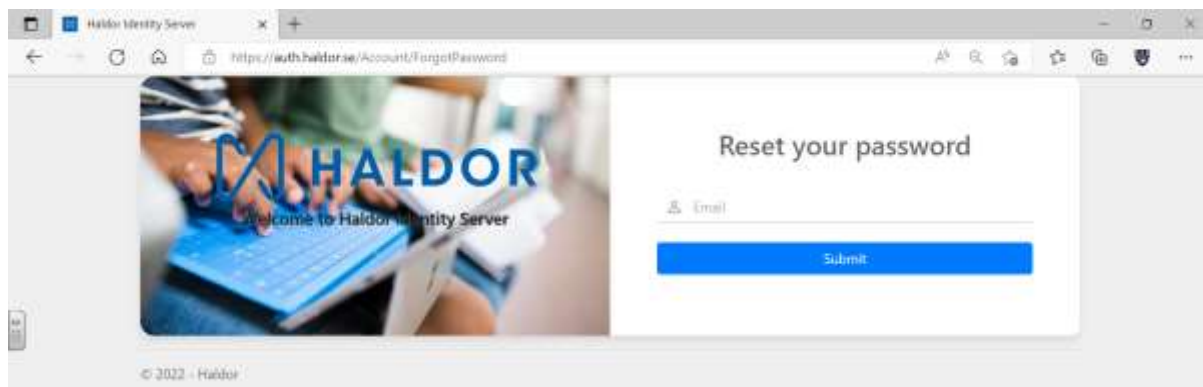 Haldor Identity Server
https://auth.haldor.se/Account/ForgotPassword
HALDOR
Welcome to Haldor Identity Server
Reset your password
Email
Submit
© 2022 - Haldor